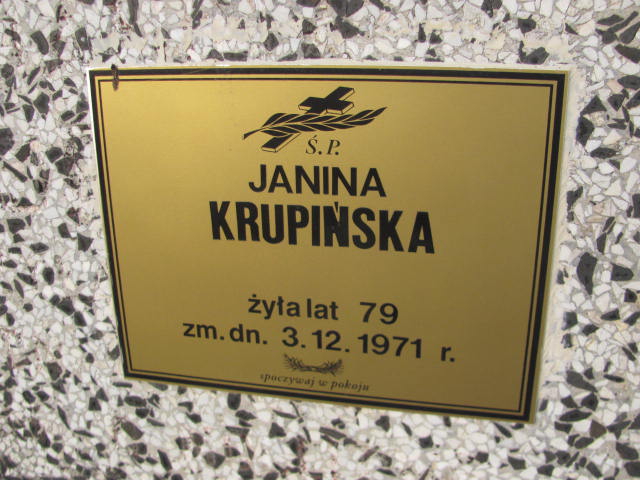 Ś.P.
JANINA
KRUPIŃSKA
żyła lat 79
zm. dn. 3.12.1971 r.
spoczywaj w pokoju